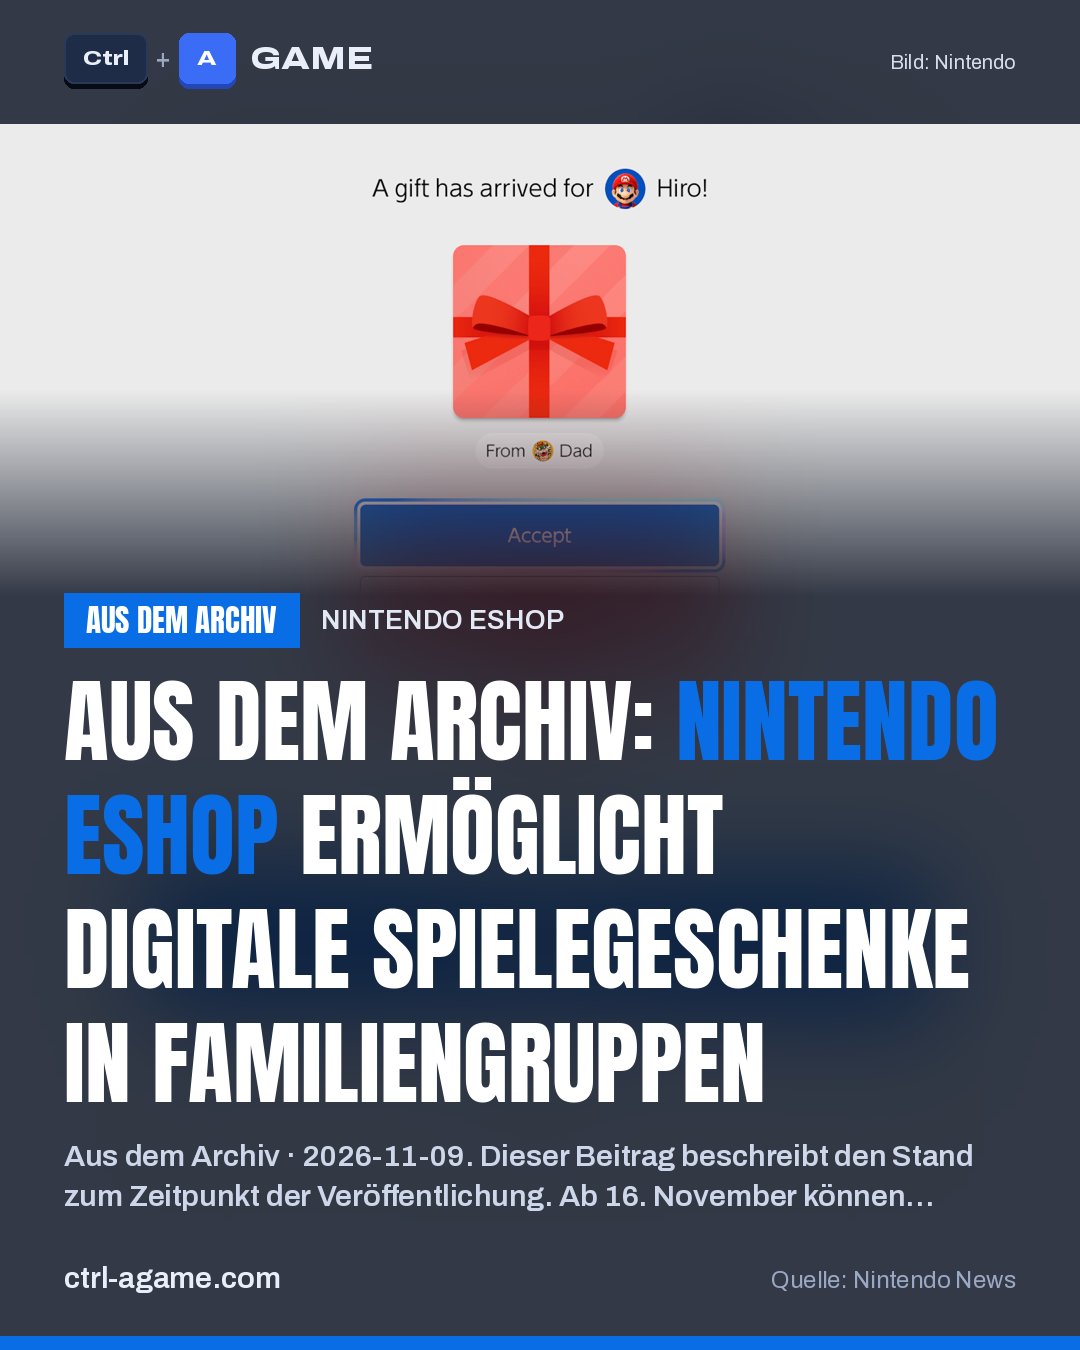 Ctrl + A GAME
Bild: Nintendo
A gift has arrived for Hiro!
From Dad
Accept
AUS DEM ARCHIV NINTENDO ESHOP
AUS DEM ARCHIV: NINTENDO
ESHOP ERMÖGLICHT
DIGITALE SPIELEGESCHENKE
IN FAMILIENGRUPPEN
Aus dem Archiv · 2026-11-09. Dieser Beitrag beschreibt den Stand
zum Zeitpunkt der Veröffentlichung. Ab 16. November können...
ctrl-agame.com
Quelle: Nintendo News